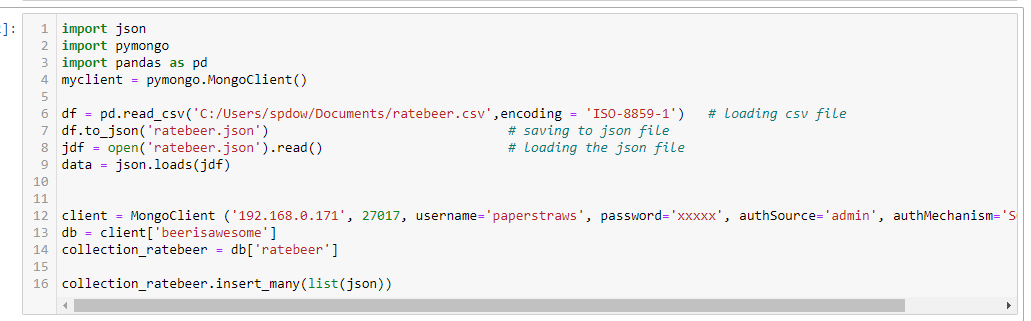 ]:
1 import json
2 import pymongo
3 import pandas as pd
4 myclient = pymongo.MongoClient()
5
6 df = pd.read_csv('C:/Users/spdow/Documents/ratebeer.csv',encoding = 'ISO-8859-1')   # loading csv file
7 df.to_json('ratebeer.json')                               # saving to json file
8 jdf = open('ratebeer.json').read()                        # loading the json file
9 data = json.loads(jdf)
10
11
12 client = MongoClient ('192.168.0.171', 27017, username='paperstraws', password='xxxxx', authSource='admin', authMechanism='S
13 db = client['beerisawesome']
14 collection_ratebeer = db['ratebeer']
15
16 collection_ratebeer.insert_many(list(json))